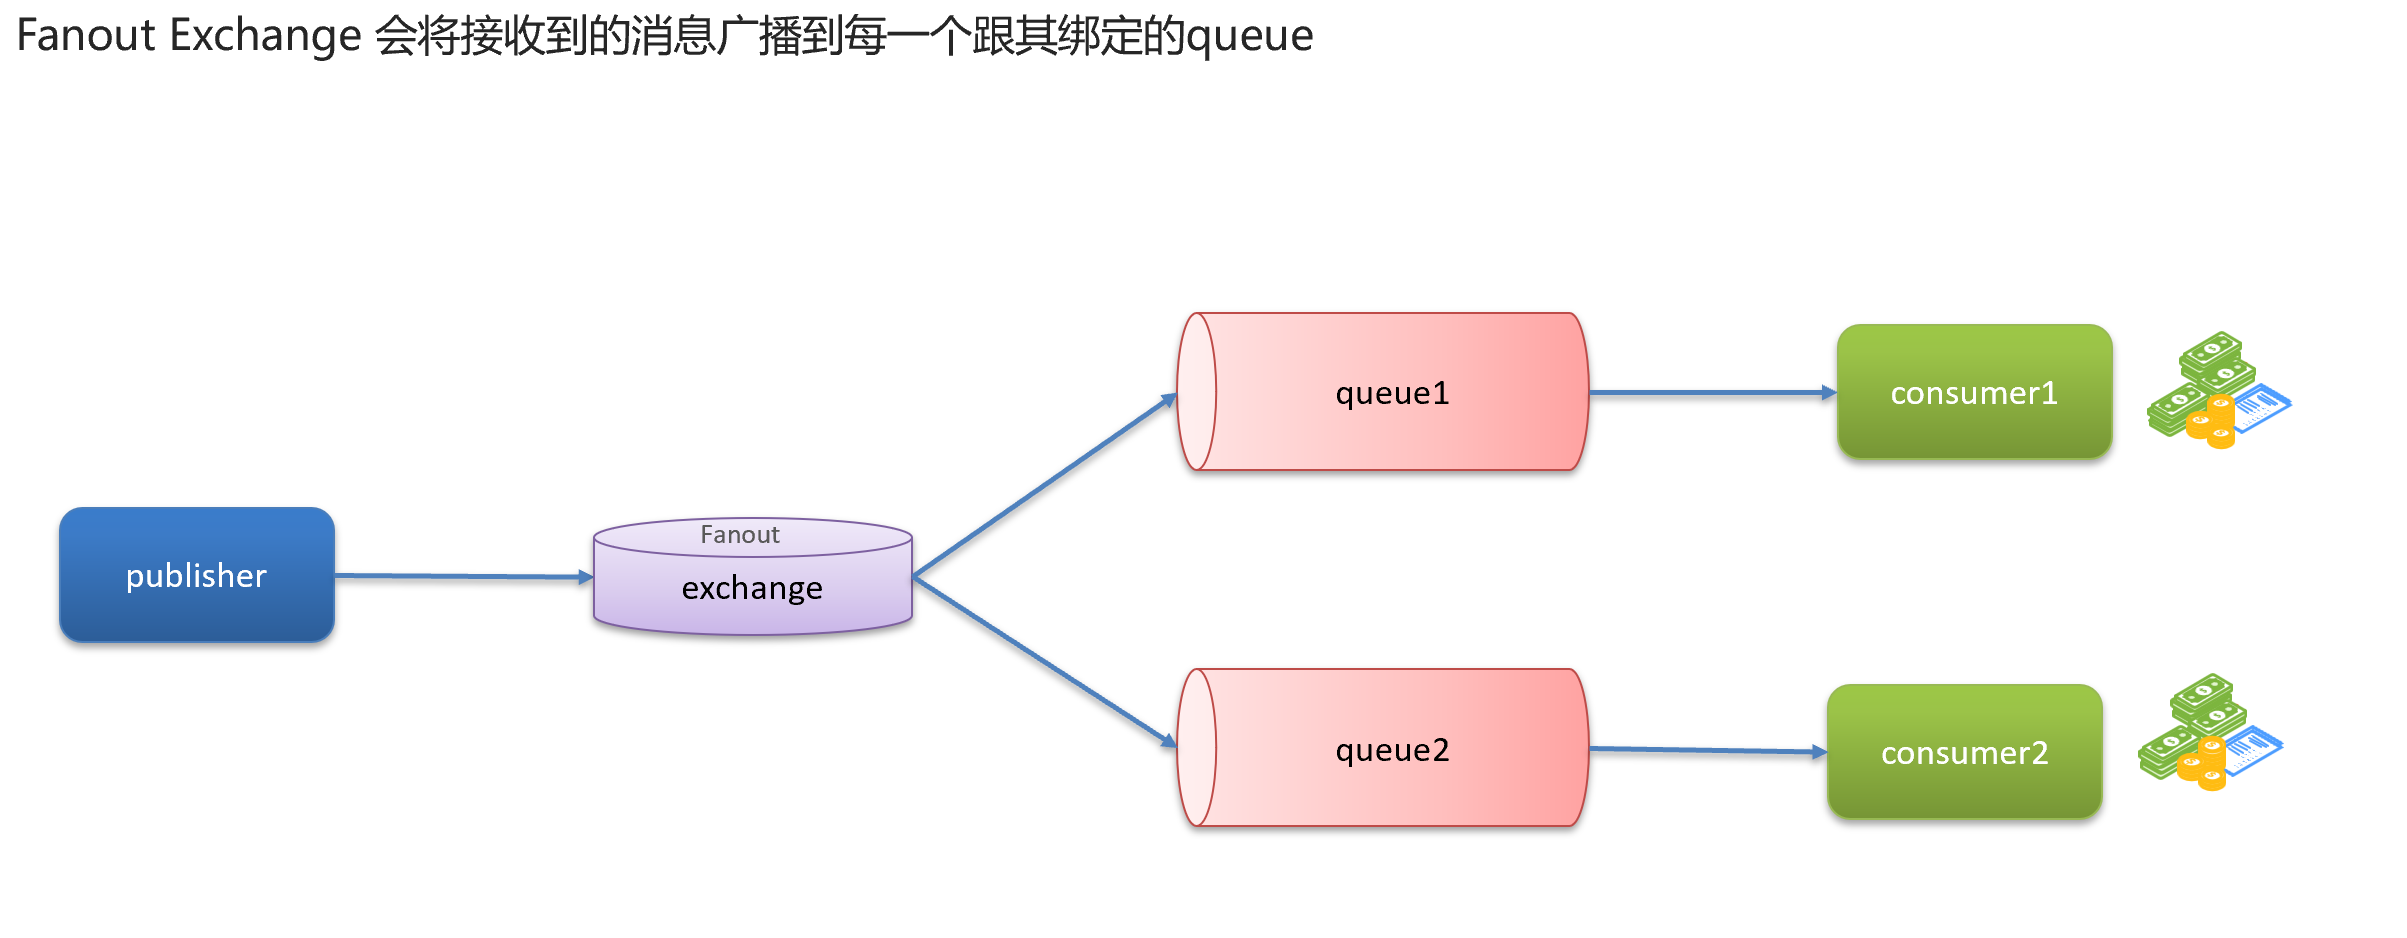 Fanout Exchange 会将接收到的消息广播到每一个跟其绑定的queue
queue1
consumer1
Fanout
publisher
exchange
queue2
consumer2